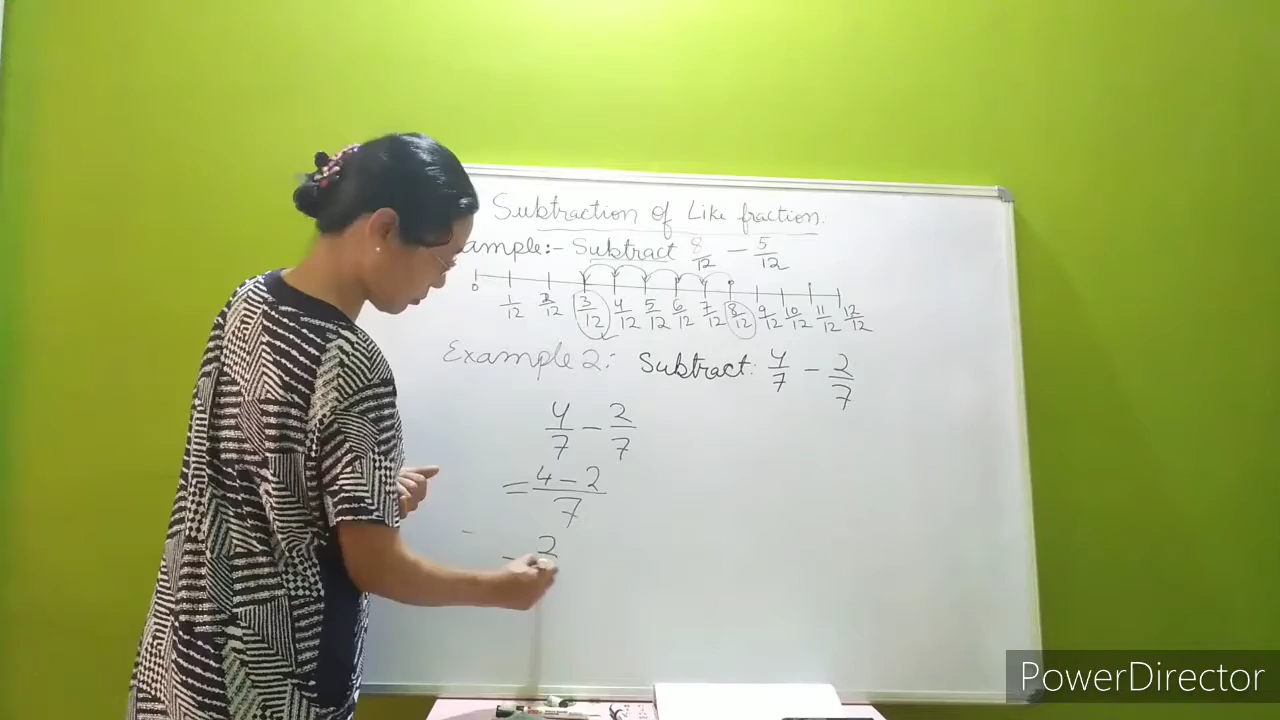 Subtraction of Like fraction.
ample:- Subtract 8/12 - 5/12
0 1/12 2/12 3/12 4/12 5/12 6/12 7/12 8/12 9/12 10/12 11/12 12/12
Example 2: Subtract: 4/7 - 2/7
4/7 - 2/7
= 4-2/7
= 2
PowerDirector